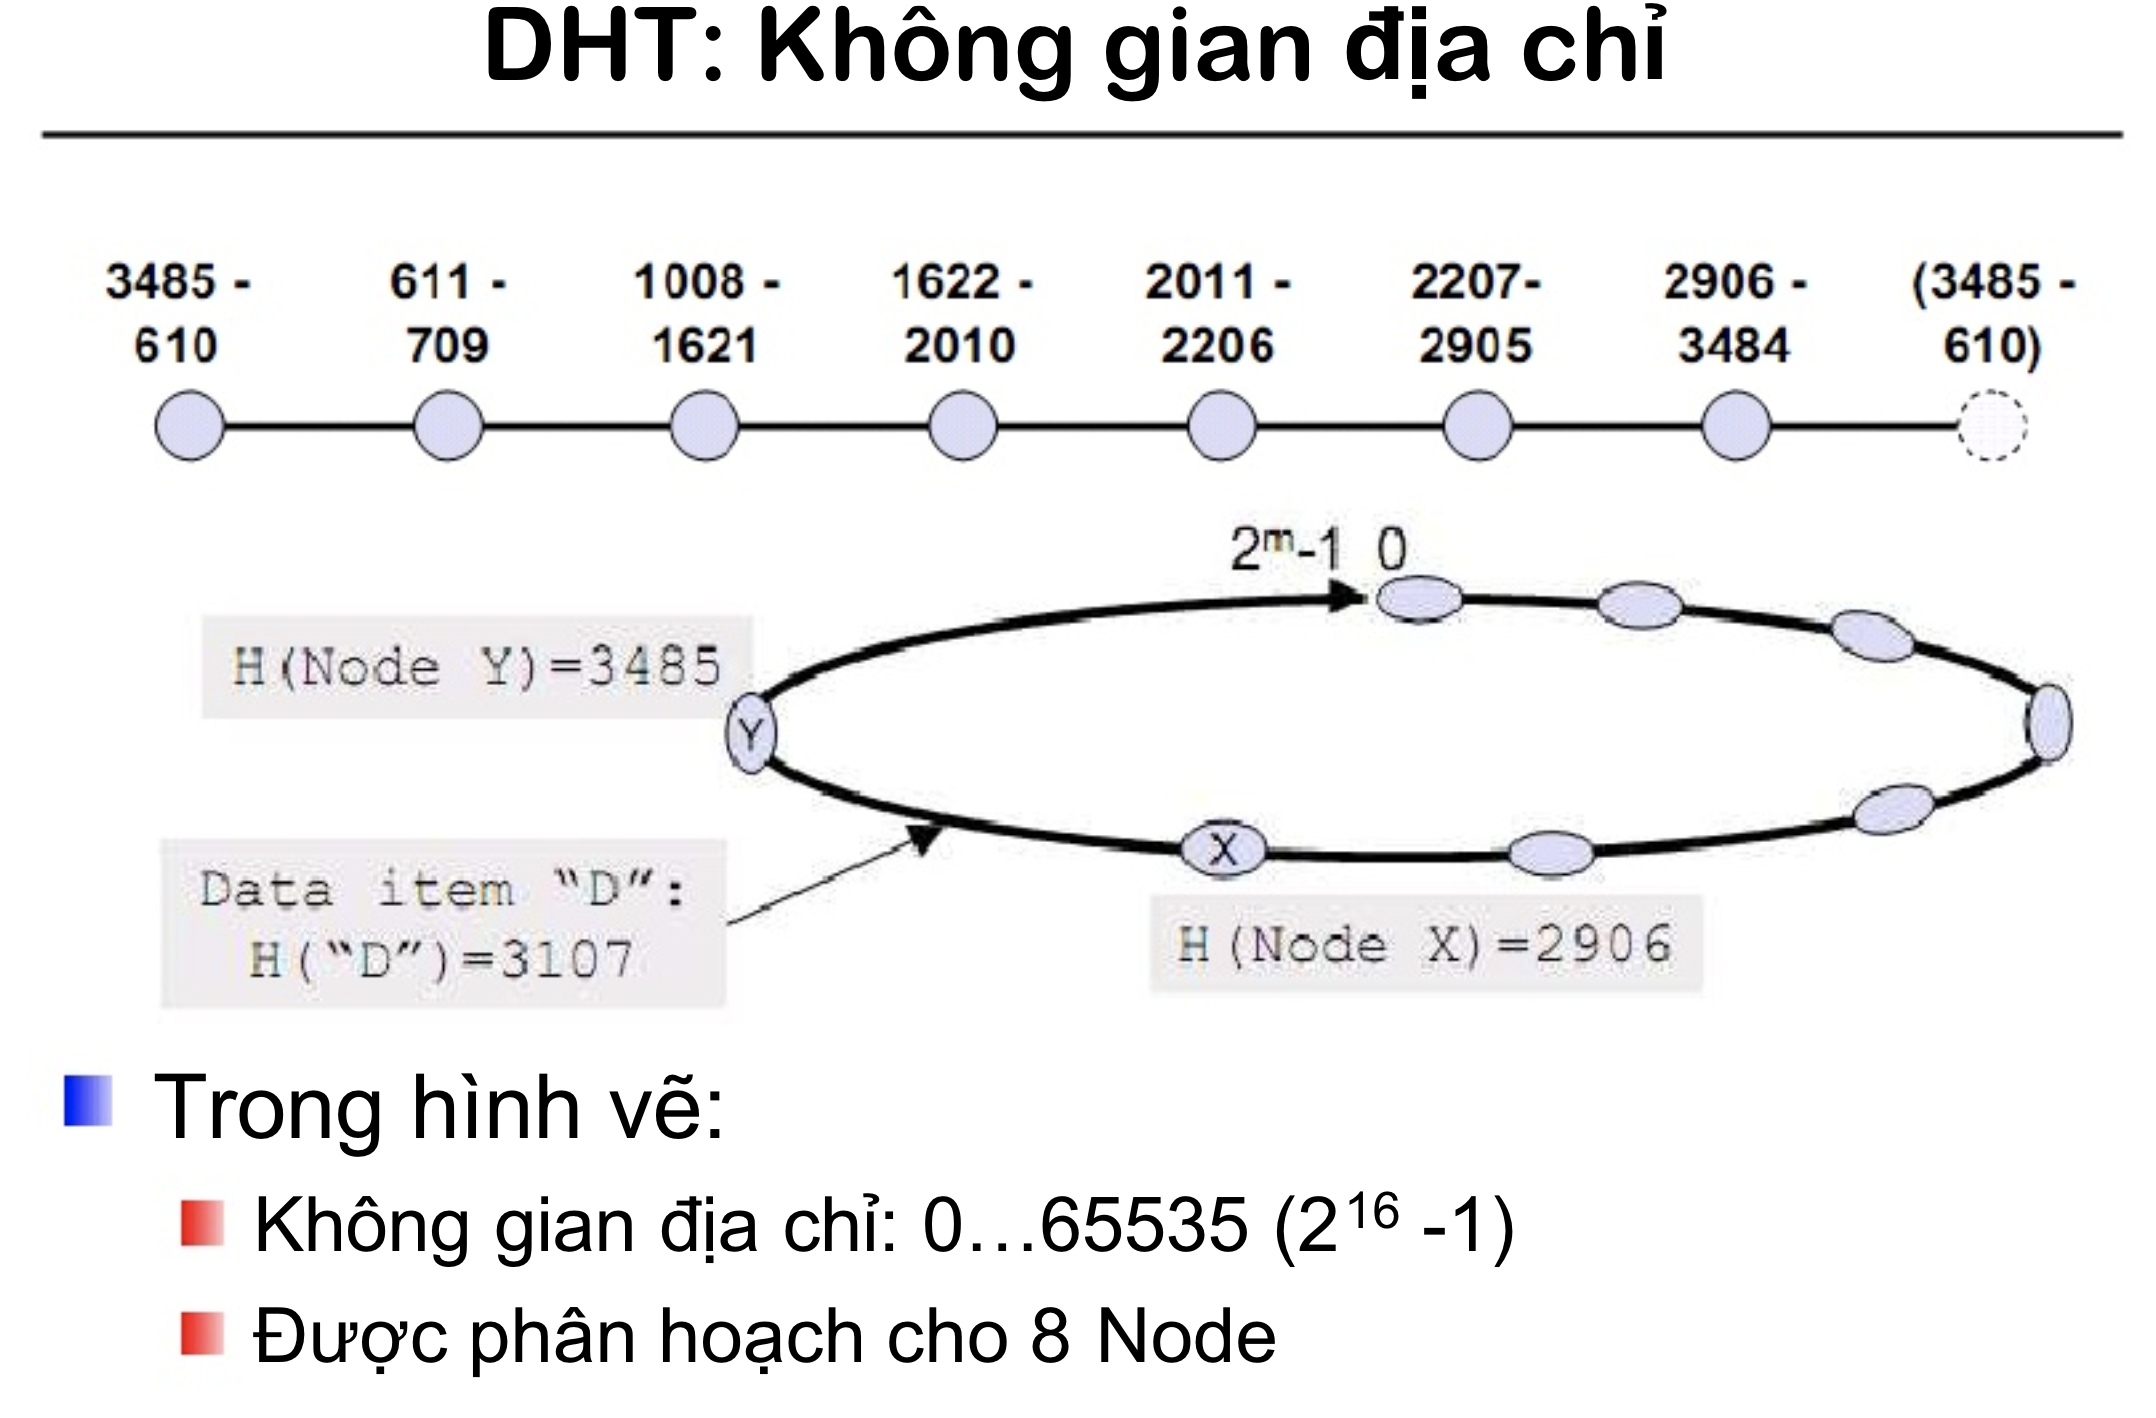 DHT: Không gian địa chỉ
3485 - 611 - 1008 - 1622 - 2011 - 2207- 2906 - (3485 -
610 709 1621 2010 2206 2905 3484 610)
2ᵐ-1 0
H(Node Y)=3485
Y
X
Data item “D”:
H(“D”)=3107
H(Node X)=2906
Trong hình vẽ:
Không gian địa chỉ: 0…65535 (2¹⁶ -1)
Được phân hoạch cho 8 Node